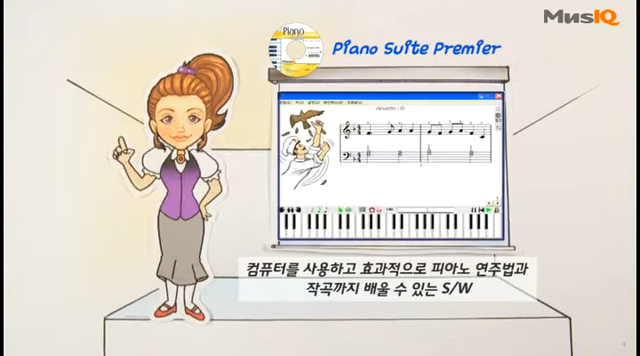 MusIQ
Piano
Piano Suite Premier
컴퓨터를 사용하고 효과적으로 피아노 연주법과
작곡까지 배울 수 있는 S/W